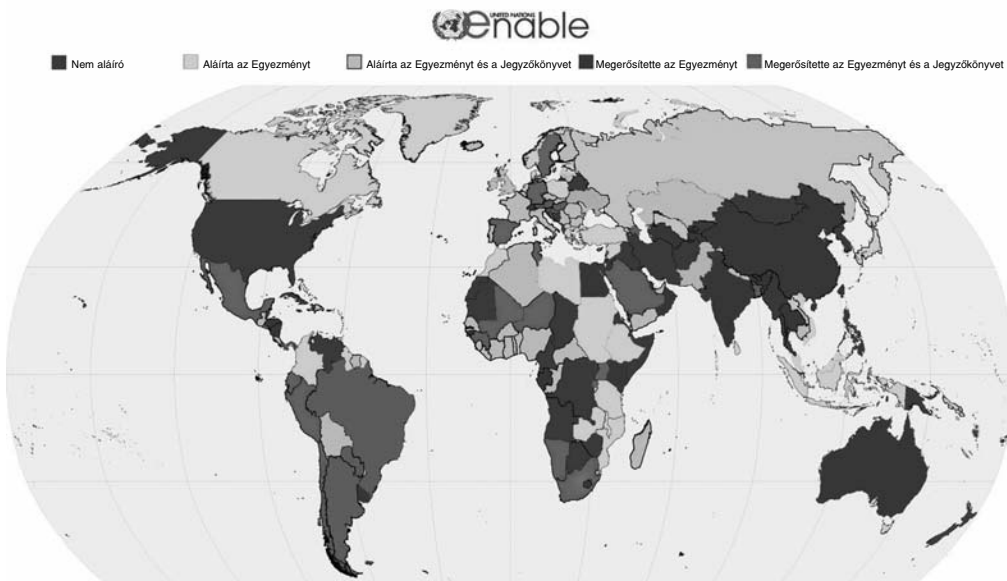 UNITED NATIONS
enable
Nem aláíró
Aláírta az Egyezményt
Aláírta az Egyezményt és a Jegyzőkönyvet
Megerősítette az Egyezményt
Megerősítette az Egyezményt és a Jegyzőkönyvet